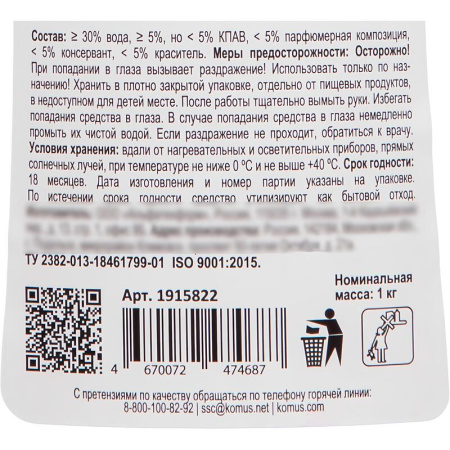 Состав: ≥ 30% вода, ≥ 5%, но < 5% КПАВ, < 5% парфюмерная композиция,
< 5% консервант, < 5% краситель. Меры предосторожности: Осторожно!
При попадании в глаза вызывает раздражение! Использовать только по наз-
начению! Хранить в плотно закрытой упаковке, отдельно от пищевых продуктов,
в недоступном для детей месте. После работы тщательно вымыть руки. Избегать
попадания средства в глаза. В случае попадания средства в глаза немедленно
промыть их чистой водой. Если раздражение не проходит, обратиться к врачу.
Условия хранения: вдали от нагревательных и осветительных приборов, прямых
солнечных лучей, при температуре не ниже 0 °C и не выше +40 °C. Срок годности:
18 месяцев. Дата изготовления и номер партии указаны на упаковке.
По истечении срока годности средство утилизируют как бытовой отход.
ТУ 2382-013-18461799-01 ISO 9001:2015.
Арт. 1915822
Номинальная
масса: 1 кг
4 670072 474687
С претензиями по качеству обращаться по телефону горячей линии:
8-800-100-82-92 | ssc@komus.net | komus.com